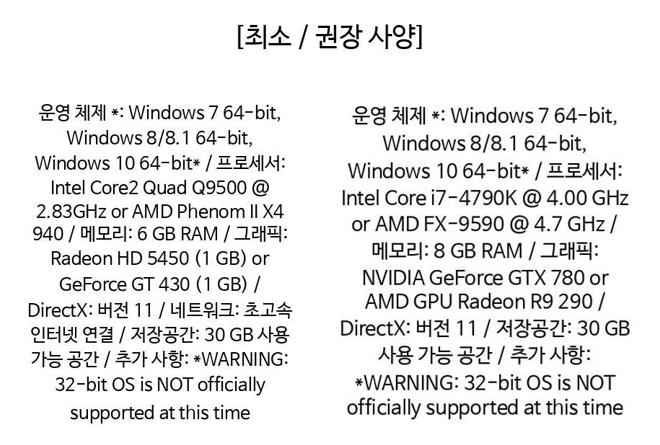 [최소 / 권장 사양]
운영 체제 *: Windows 7 64-bit,
Windows 8/8.1 64-bit,
Windows 10 64-bit* / 프로세서:
Intel Core2 Quad Q9500 @
2.83GHz or AMD Phenom II X4
940 / 메모리: 6 GB RAM / 그래픽:
Radeon HD 5450 (1 GB) or
GeForce GT 430 (1 GB) /
DirectX: 버전 11 / 네트워크: 초고속
인터넷 연결 / 저장공간: 30 GB 사용
가능 공간 / 추가 사항: *WARNING:
32-bit OS is NOT officially
supported at this time
운영 체제 *: Windows 7 64-bit,
Windows 8/8.1 64-bit,
Windows 10 64-bit* / 프로세서:
Intel Core i7-4790K @ 4.00 GHz
or AMD FX-9590 @ 4.7 GHz /
메모리: 8 GB RAM / 그래픽:
NVIDIA GeForce GTX 780 or
AMD GPU Radeon R9 290 /
DirectX: 버전 11 / 저장공간: 30 GB
사용 가능 공간 / 추가 사항:
*WARNING: 32-bit OS is NOT
officially supported at this time